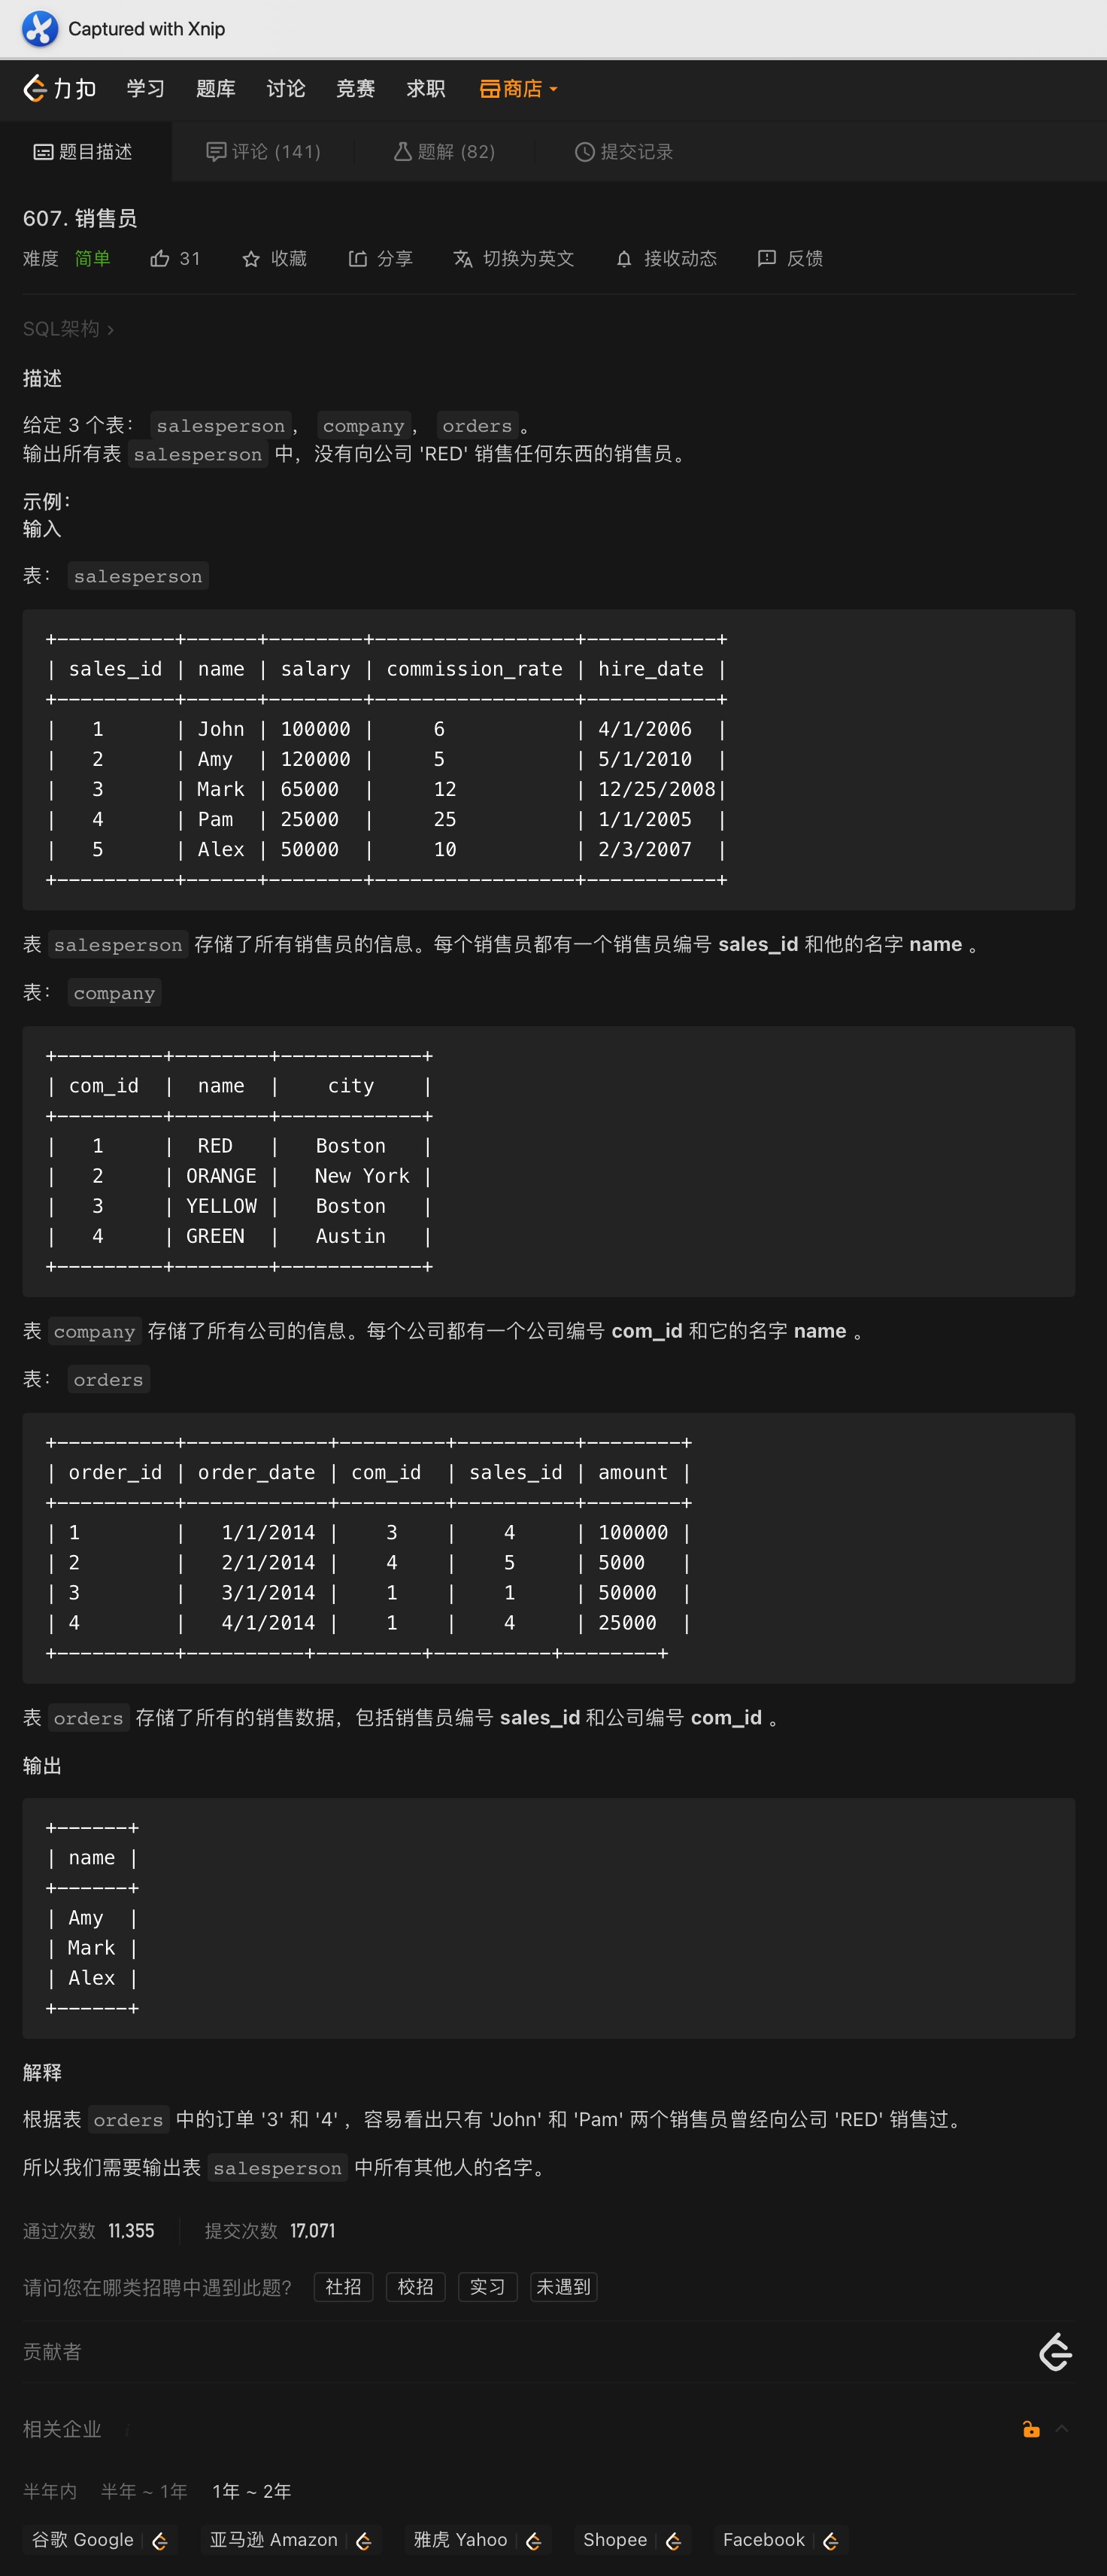 Captured with Xnip
力扣 学习 题库 讨论 竞赛 求职 商店
题目描述 评论 (141) 题解 (82) 提交记录
607. 销售员
难度 简单 31 收藏 分享 切换为英文 接收动态 反馈
SQL架构 ›
描述
给定 3 个表： salesperson， company， orders。
输出所有表 salesperson 中，没有向公司 'RED' 销售任何东西的销售员。
示例：
输入
表： salesperson
+----------+------+--------+-----------------+-----------+
| sales_id | name | salary | commission_rate | hire_date |
+----------+------+--------+-----------------+-----------+
|   1      | John | 100000 |     6           | 4/1/2006  |
|   2      | Amy  | 120000 |     5           | 5/1/2010  |
|   3      | Mark | 65000  |     12          | 12/25/2008|
|   4      | Pam  | 25000  |     25          | 1/1/2005  |
|   5      | Alex | 50000  |     10          | 2/3/2007  |
+----------+------+--------+-----------------+-----------+
表 salesperson 存储了所有销售员的信息。每个销售员都有一个销售员编号 sales_id 和他的名字 name 。
表： company
+---------+--------+------------+
| com_id  |  name  |    city    |
+---------+--------+------------+
|   1     |  RED   |   Boston   |
|   2     | ORANGE |   New York |
|   3     | YELLOW |   Boston   |
|   4     | GREEN  |   Austin   |
+---------+--------+------------+
表 company 存储了所有公司的信息。每个公司都有一个公司编号 com_id 和它的名字 name 。
表： orders
+----------+------------+---------+----------+--------+
| order_id | order_date | com_id  | sales_id | amount |
+----------+------------+---------+----------+--------+
| 1        |   1/1/2014 |    3    |    4     | 100000 |
| 2        |   2/1/2014 |    4    |    5     | 5000   |
| 3        |   3/1/2014 |    1    |    1     | 50000  |
| 4        |   4/1/2014 |    1    |    4     | 25000  |
+----------+----------+---------+----------+--------+
表 orders 存储了所有的销售数据，包括销售员编号 sales_id 和公司编号 com_id 。
输出
+------+
| name |
+------+
| Amy  |
| Mark |
| Alex |
+------+
解释
根据表 orders 中的订单 '3' 和 '4' ，容易看出只有 'John' 和 'Pam' 两个销售员曾经向公司 'RED' 销售过。
所以我们需要输出表 salesperson 中所有其他人的名字。
通过次数 11,355 提交次数 17,071
请问您在哪类招聘中遇到此题? 社招 校招 实习 未遇到
贡献者
相关企业 i
半年内 半年 ~ 1年 1年 ~ 2年
谷歌 Google 亚马逊 Amazon 雅虎 Yahoo Shopee Facebook